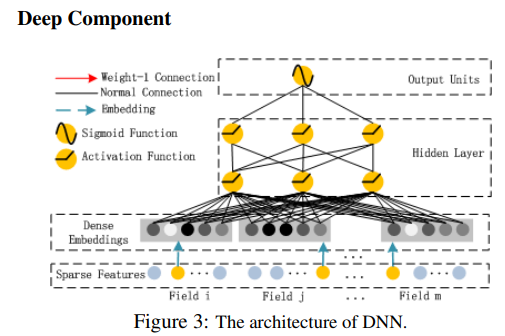 Deep Component
Weight-1 Connection
Normal Connection
Embedding
Sigmoid Function
Activation Function
Output Units
Hidden Layer
Dense
Embeddings
...
Sparse Features
...
...
...
...
Field i
Field j
...
Field m
Figure 3: The architecture of DNN.